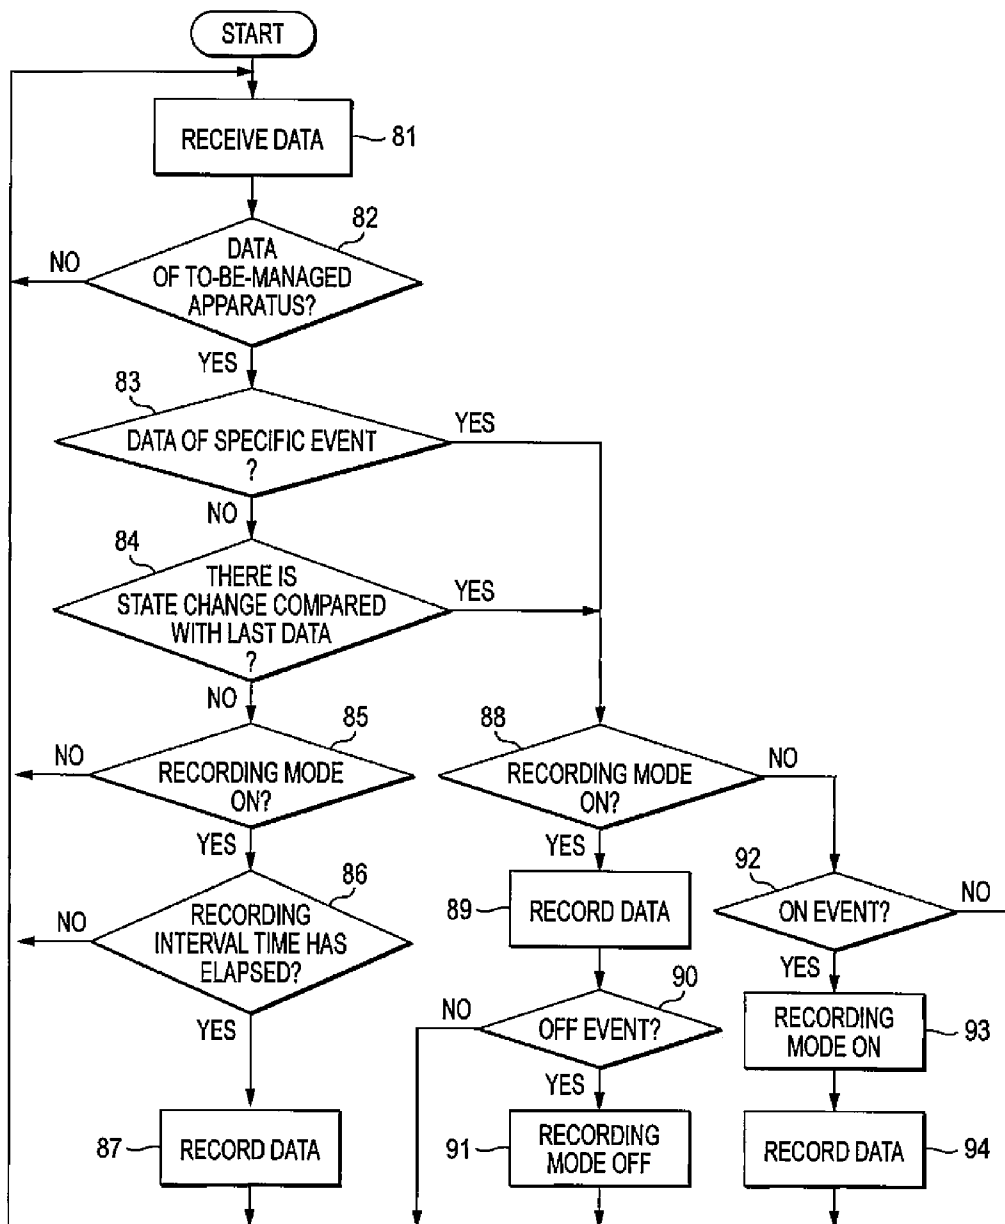 START
RECEIVE DATA
81
82
DATA
OF TO-BE-MANAGED
APPARATUS?
NO
YES
83
DATA OF SPECIFIC EVENT
?
YES
NO
84
THERE IS
STATE CHANGE COMPARED
WITH LAST DATA
?
YES
NO
85
RECORDING MODE
ON?
NO
YES
86
RECORDING
INTERVAL TIME HAS
ELAPSED?
NO
YES
87
RECORD DATA
88
RECORDING MODE
ON?
NO
YES
89
RECORD DATA
90
OFF EVENT?
NO
YES
91
RECORDING
MODE OFF
92
ON EVENT?
NO
YES
RECORDING
MODE ON
93
RECORD DATA
94